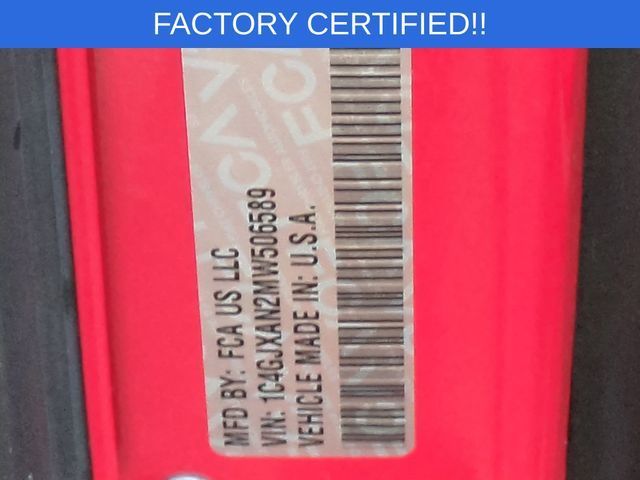 FACTORY CERTIFIED!!
MFD BY: FCA US LLC
VIN: 1C4GJXAN2MW506589
VEHICLE MADE IN: U.S.A.